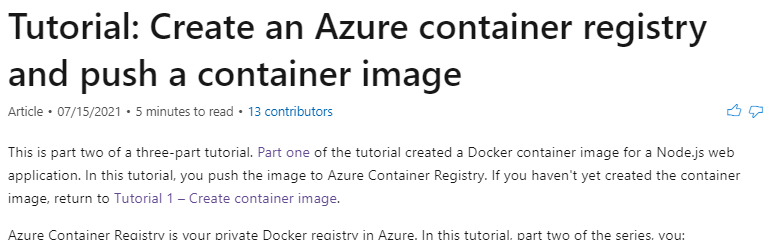 Tutorial: Create an Azure container registry
and push a container image
Article • 07/15/2021 • 5 minutes to read • 13 contributors
This is part two of a three-part tutorial. Part one of the tutorial created a Docker container image for a Node.js web
application. In this tutorial, you push the image to Azure Container Registry. If you haven't yet created the container
image, return to Tutorial 1 – Create container image.
Azure Container Registry is your private Docker registry in Azure. In this tutorial, part two of the series, you: